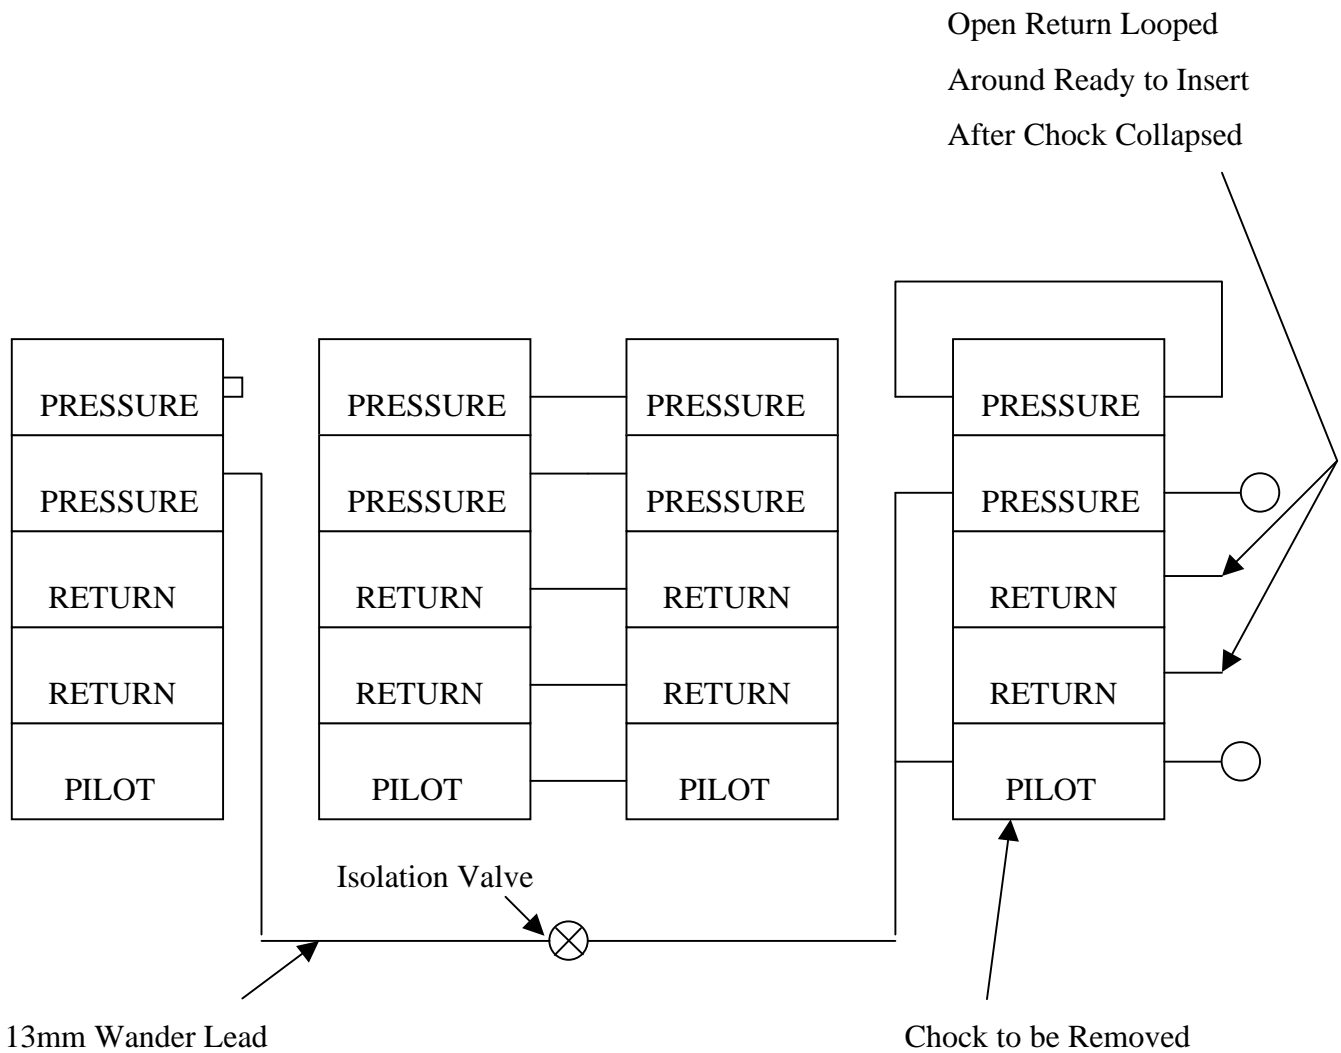 Open Return Looped
Around Ready to Insert
After Chock Collapsed
PRESSURE PRESSURE PRESSURE PRESSURE
PRESSURE PRESSURE PRESSURE PRESSURE
RETURN RETURN RETURN RETURN
RETURN RETURN RETURN RETURN
PILOT PILOT PILOT PILOT
Isolation Valve
13mm Wander Lead
Chock to be Removed